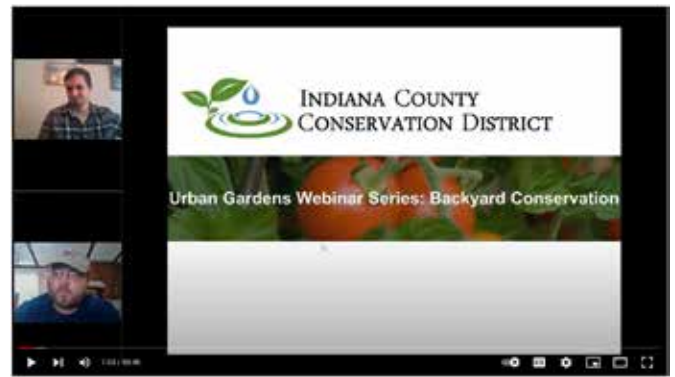 INDIANA COUNTY
CONSERVATION DISTRICT
Urban Gardens Webinar Series: Backyard Conservation